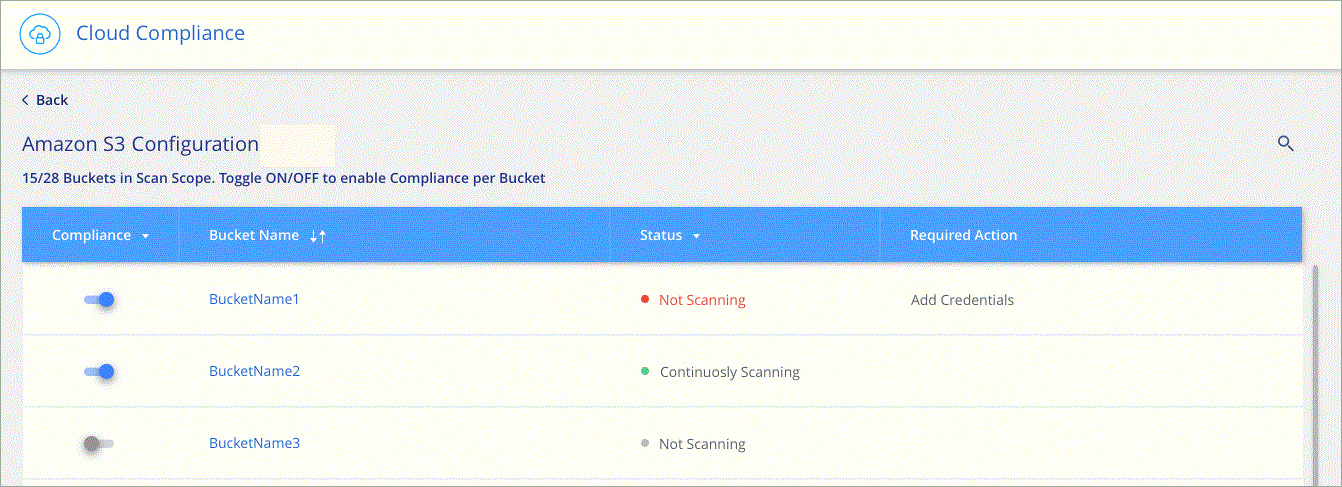 Cloud Compliance
Back
Amazon S3 Configuration
15/28 Buckets in Scan Scope. Toggle ON/OFF to enable Compliance per Bucket
Compliance Bucket Name Status Required Action
BucketName1 Not Scanning Add Credentials
BucketName2 Continuosly Scanning
BucketName3 Not Scanning